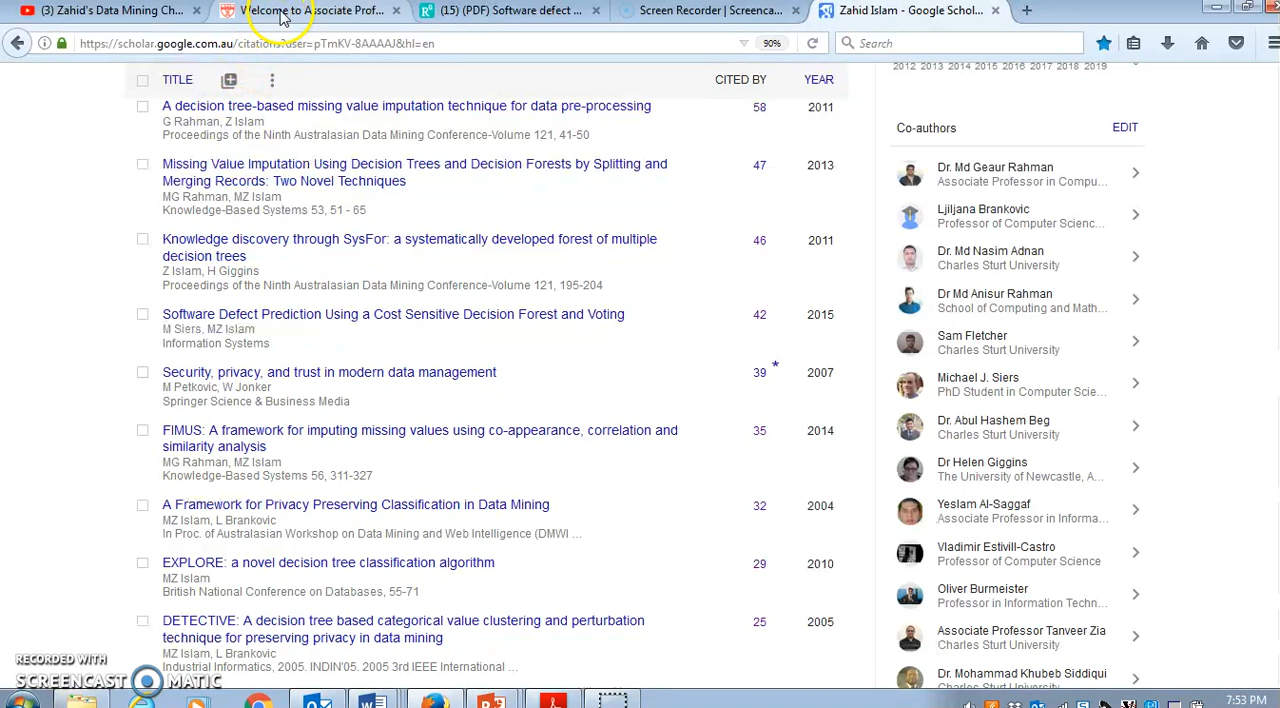 (3) Zahid's Data Mining Ch...
Welcome to Associate Prof...
(15) (PDF) Software defect ...
Screen Recorder | Screenca...
Zahid Islam - Google Schol...
https://scholar.google.com.au/citations?user=pTmKV-8AAAAJ&hl=en
90%
Search
TITLE
CITED BY
YEAR
A decision tree-based missing value imputation technique for data pre-processing 58 2011
G Rahman, Z Islam
Proceedings of the Ninth Australasian Data Mining Conference-Volume 121, 41-50
Missing Value Imputation Using Decision Trees and Decision Forests by Splitting and 47 2013
Merging Records: Two Novel Techniques
MG Rahman, MZ Islam
Knowledge-Based Systems 53, 51 - 65
Knowledge discovery through SysFor: a systematically developed forest of multiple 46 2011
decision trees
Z Islam, H Giggins
Proceedings of the Ninth Australasian Data Mining Conference-Volume 121, 195-204
Software Defect Prediction Using a Cost Sensitive Decision Forest and Voting 42 2015
M Siers, MZ Islam
Information Systems
Security, privacy, and trust in modern data management 39 * 2007
M Petkovic, W Jonker
Springer Science & Business Media
FIMUS: A framework for imputing missing values using co-appearance, correlation and 35 2014
similarity analysis
MG Rahman, MZ Islam
Knowledge-Based Systems 56, 311-327
A Framework for Privacy Preserving Classification in Data Mining 32 2004
MZ Islam, L Brankovic
In Proc. of Australasian Workshop on Data Mining and Web Intelligence (DMWI ...
EXPLORE: a novel decision tree classification algorithm 29 2010
MZ Islam
British National Conference on Databases, 55-71
DETECTIVE: A decision tree based categorical value clustering and perturbation 25 2005
technique for preserving privacy in data mining
MZ Islam, L Brankovic
Industrial Informatics, 2005. INDIN'05. 2005 3rd IEEE International ...
2012 2013 2014 2015 2016 2017 2018 2019
Co-authors
EDIT
Dr. Md Geaur Rahman
Associate Professor in Compu...
Ljiljana Brankovic
Professor of Computer Scienc...
Dr. Md Nasim Adnan
Charles Sturt University
Dr Md Anisur Rahman
School of Computing and Math...
Sam Fletcher
Charles Sturt University
Michael J. Siers
PhD Student in Computer Scie...
Dr. Abul Hashem Beg
Charles Sturt University
Dr Helen Giggins
The University of Newcastle, A...
Yeslam Al-Saggaf
Associate Professor in Informa...
Vladimir Estivill-Castro
Professor of Computer Science
Oliver Burmeister
Professor in Information Techn...
Associate Professor Tanveer Zia
Charles Sturt University
Dr. Mohammad Khubeb Siddiqui
RECORDED WITH
SCREENCAST MATIC
7:53 PM